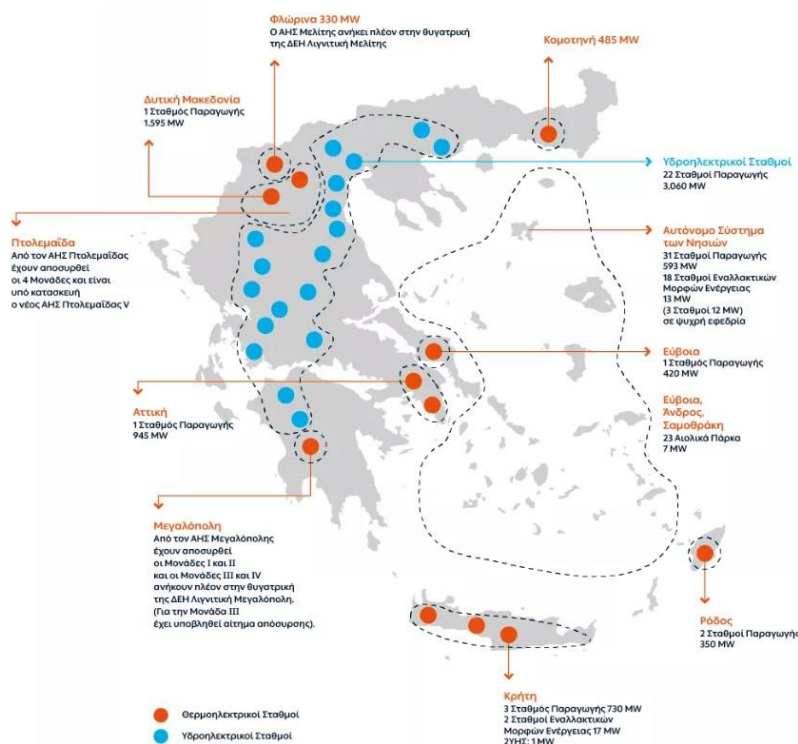 Φλώρινα 330 MW
Ο ΑΗΣ Μελίτης ανήκει πλέον στην θυγατρική
της ΔΕΗ Λιγνιτική Μελίτης
Κομοτηνή 485 MW
Δυτική Μακεδονία
1 Σταθμός Παραγωγής
1.595 MW
Υδροηλεκτρικοί Σταθμοί
22 Σταθμοί Παραγωγής
3,060 MW
Πτολεμαΐδα
Από τον ΑΗΣ Πτολεμαΐδας
έχουν αποσυρθεί
οι 4 Μονάδες και είναι
υπό κατασκευή
ο νέος ΑΗΣ Πτολεμαΐδας V
Αυτόνομο Σύστημα
των Νησιών
31 Σταθμοί Παραγωγής
593 MW
18 Σταθμοί Εναλλακτικών
Μορφών Ενέργειας
13 MW
(3 Σταθμοί 12 MW)
σε ψυχρή εφεδρία
Εύβοια
1 Σταθμός Παραγωγής
420 MW
Αττική
1 Σταθμός Παραγωγής
945 MW
Εύβοια,
Άνδρος,
Σαμοθράκη
23 Αιολικά Πάρκα
7 MW
Μεγαλόπολη
Από τον ΑΗΣ Μεγαλόπολης
έχουν αποσυρθεί
οι Μονάδες Ι και ΙΙ
και οι Μονάδες ΙΙΙ και IV
ανήκουν πλέον στην θυγατρική
της ΔΕΗ Λιγνιτική Μεγαλόπολη.
(Για την Μονάδα ΙΙΙ
έχει υποβληθεί αίτημα απόσυρσης).
Ρόδος
2 Σταθμοί Παραγωγής
350 MW
Κρήτη
3 Σταθμός Παραγωγής 730 MW
2 Σταθμοί Εναλλακτικών
Μορφών Ενέργειας 17 MW
2ΥΗΣ: 1 MW
Θερμοηλεκτρικοί Σταθμοί
Υδροηλεκτρικοί Σταθμοί